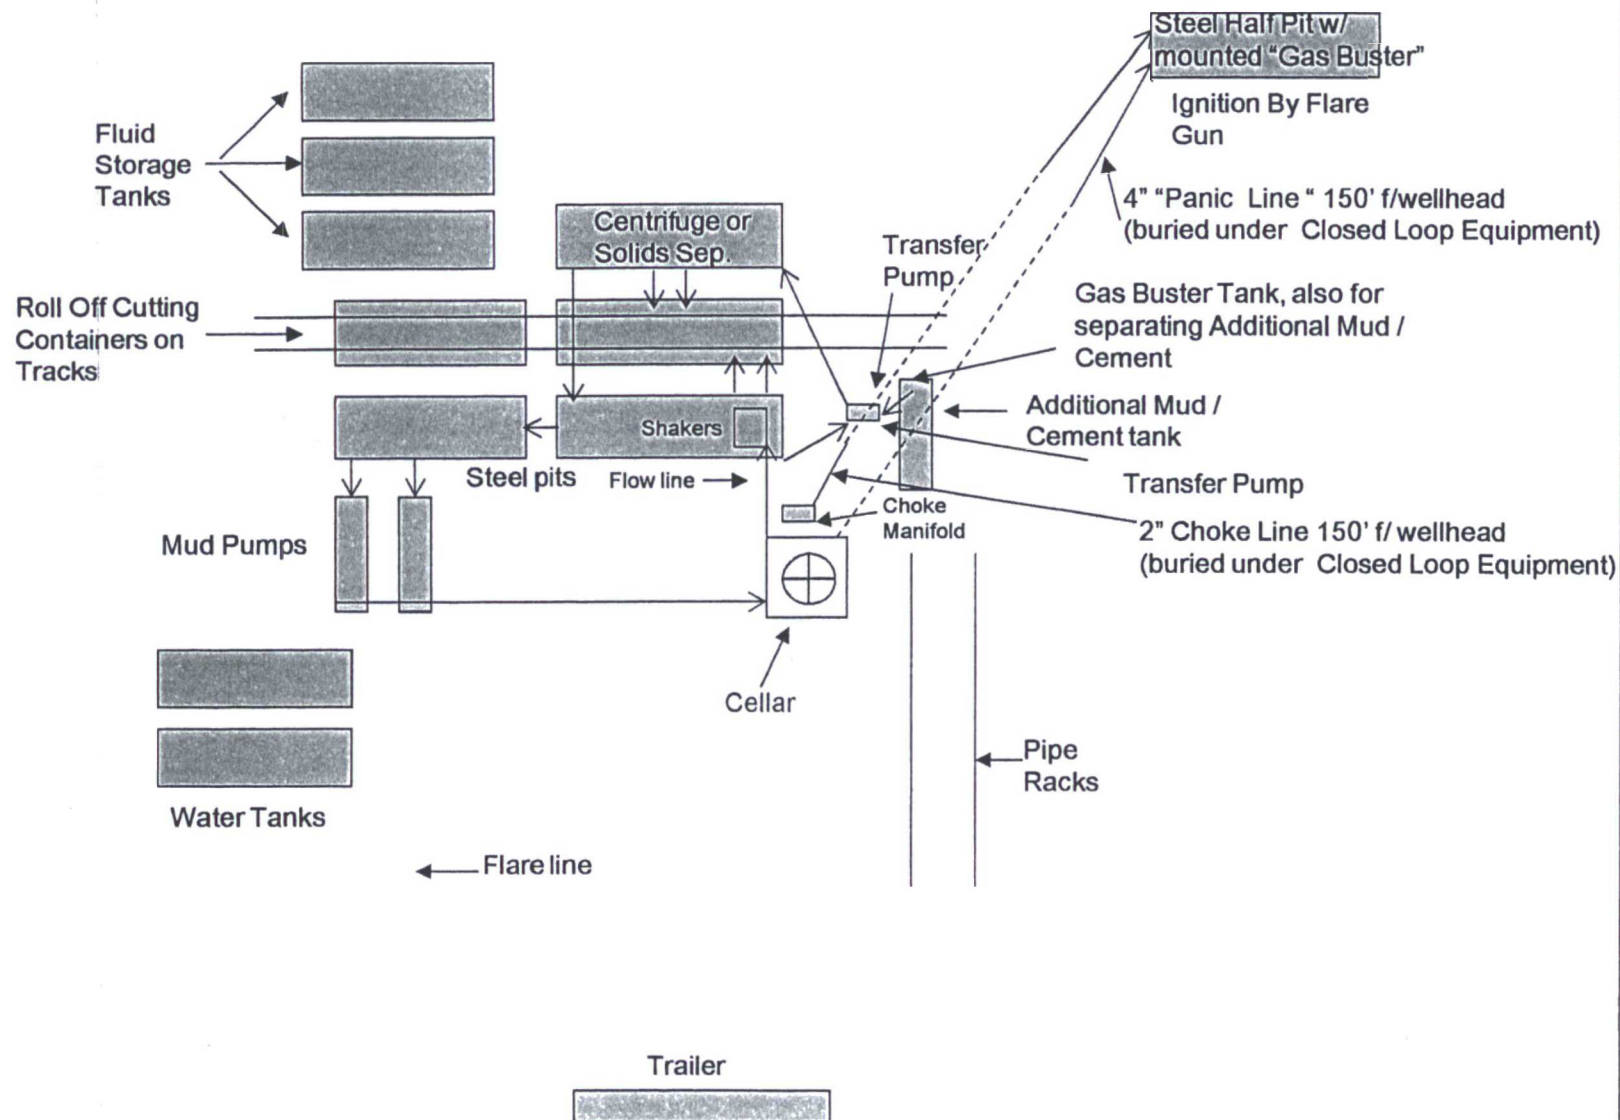 Steel Half Pit w/
mounted “Gas Buster”
Ignition By Flare
Gun
Fluid
Storage
Tanks
4” “Panic Line “ 150’ f/wellhead
(buried under Closed Loop Equipment)
Centrifuge or
Solids Sep.
Transfer
Pump
Roll Off Cutting
Containers on
Tracks
Gas Buster Tank, also for
separating Additional Mud /
Cement
Additional Mud /
Cement tank
Shakers
Steel pits
Flow line
Transfer Pump
Choke
Manifold
2” Choke Line 150’ f/ wellhead
(buried under Closed Loop Equipment)
Mud Pumps
Cellar
Pipe
Racks
Water Tanks
Flare line
Trailer